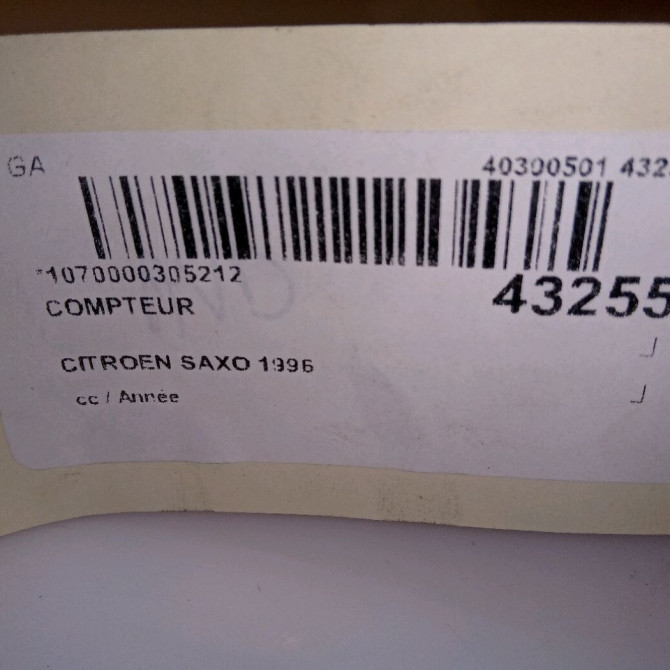 GA 40300501 432
*1070000305212
COMPTEUR 43255
CITROEN SAXO 1996
cc / Année